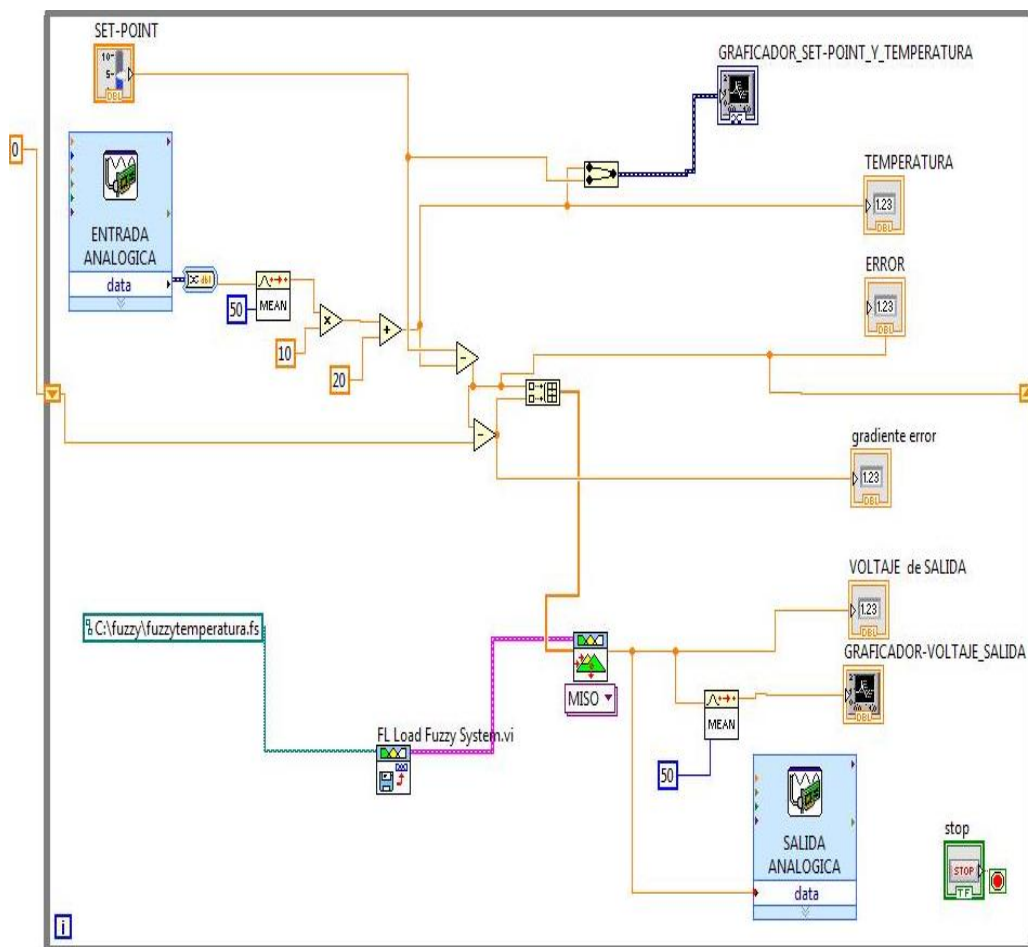 SET-POINT
10
5
DBL
GRAFICADOR_SET-POINT_Y_TEMPERATURA
0
TEMPERATURA
1.23
DBL
ENTRADA
ANALOGICA
data
dbl
50
MEAN
×
10
+
20
ERROR
1.23
DBL
-
-
gradiente error
1.23
DBL
C:\fuzzy\fuzzytemperatura.fs
VOLTAJE de SALIDA
1.23
DBL
MISO
GRAFICADOR-VOLTAJE_SALIDA
DBL
FL Load Fuzzy System.vi
MEAN
50
SALIDA
ANALOGICA
data
stop
STOP
TF
i